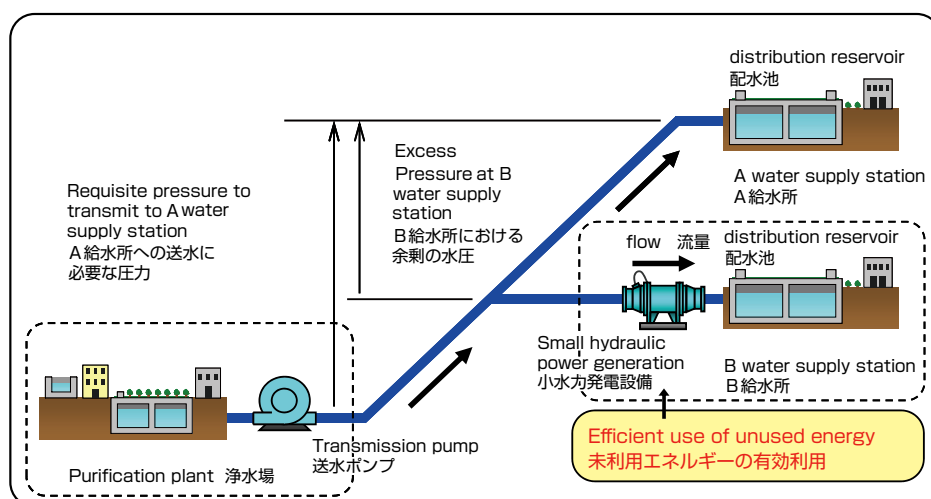 distribution reservoir
配水池
A water supply station
A給水所
Excess
Pressure at B
water supply
station
B給水所における
余剰の水圧
Requisite pressure to
transmit to A water
supply station
A給水所への送水に
必要な圧力
flow 流量
distribution reservoir
配水池
Small hydraulic
power generation
小水力発電設備
B water supply station
B給水所
Transmission pump
送水ポンプ
Purification plant 浄水場
Efficient use of unused energy
未利用エネルギーの有効利用